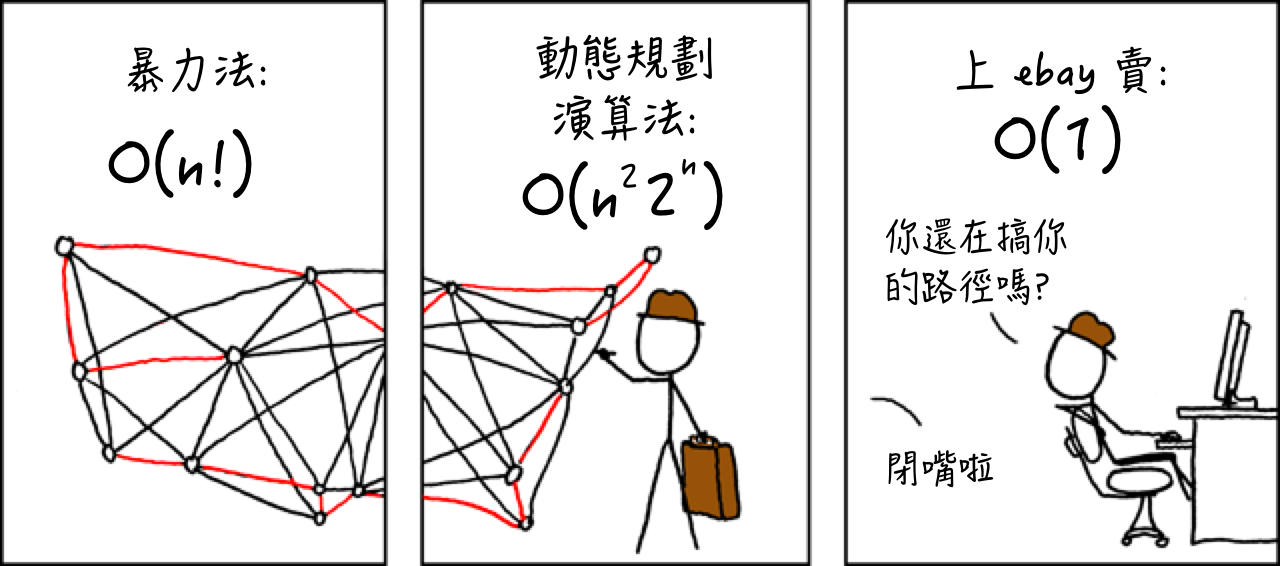 暴力法:
O(n!)
動態規劃
演算法:
O(n²2ⁿ)
上 ebay 賣:
O(1)
你還在搞你
的路徑嗎?
閉嘴啦